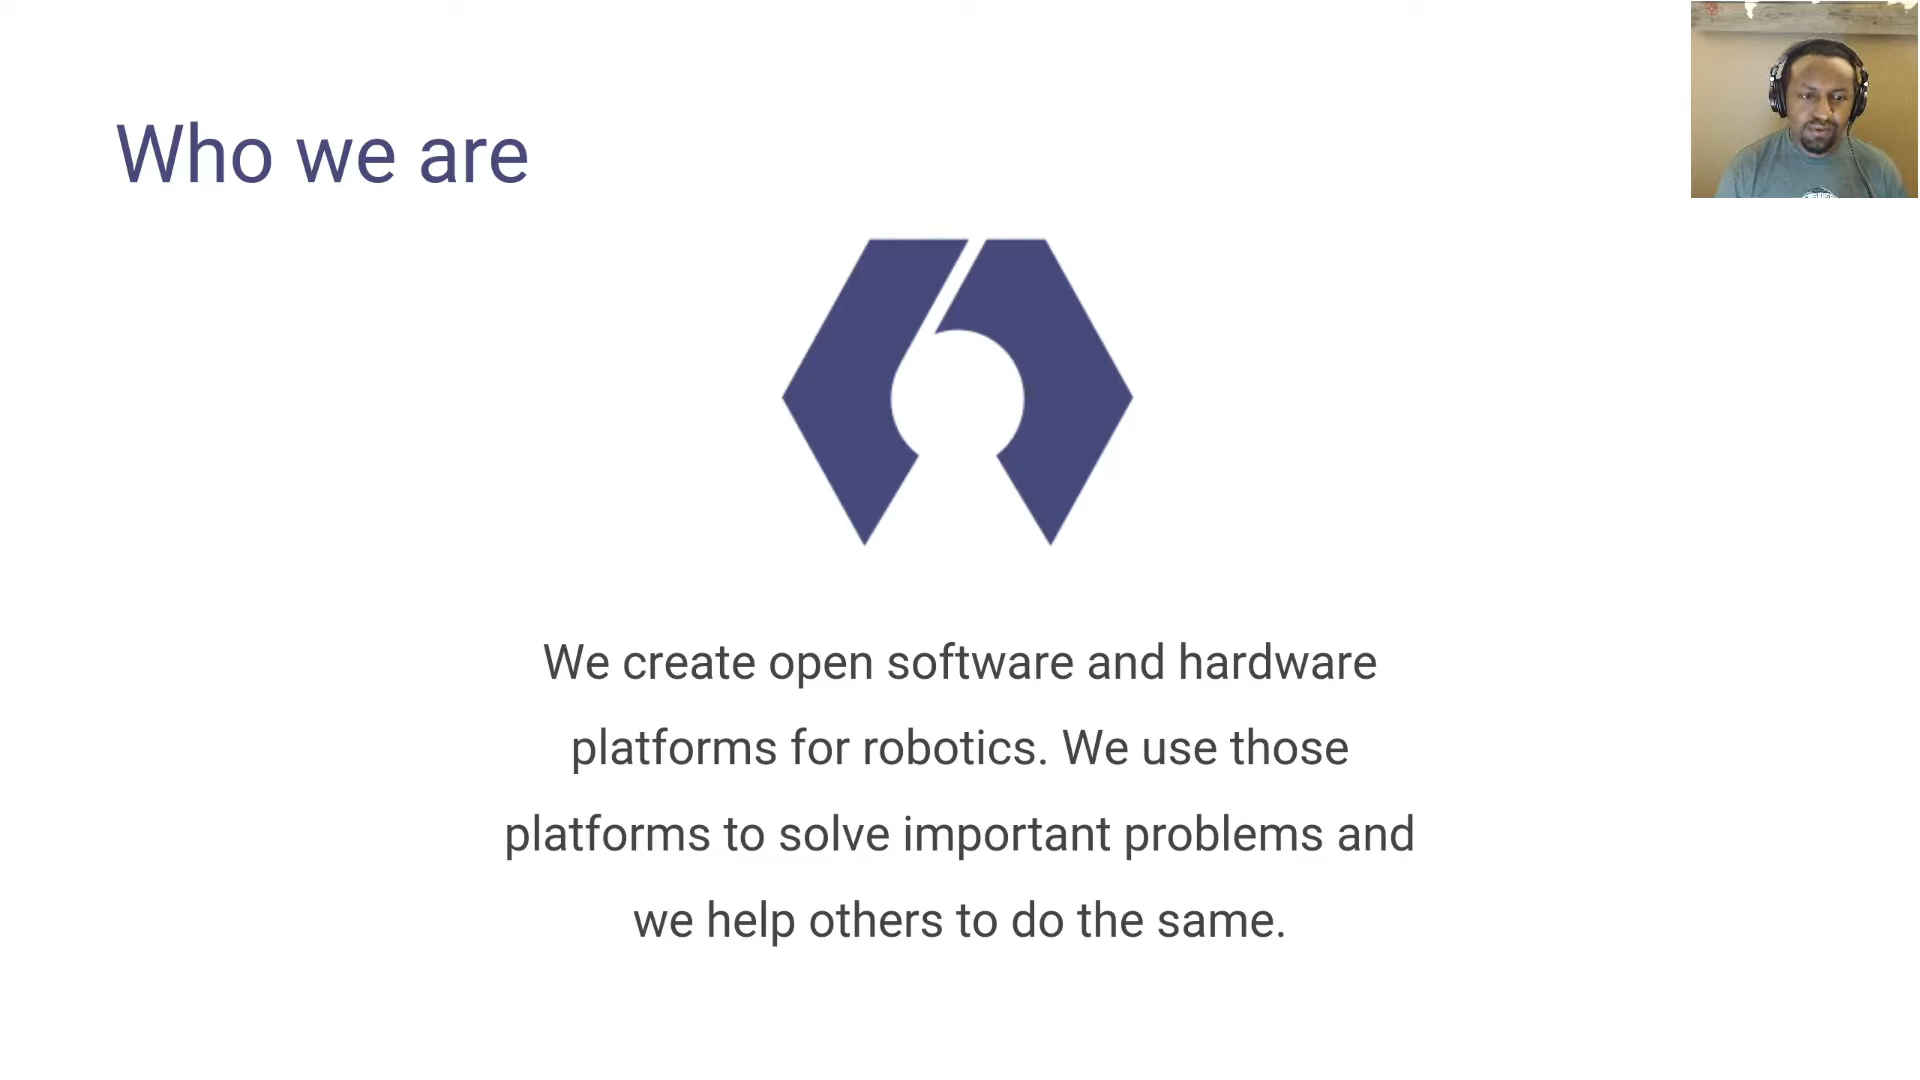 Who we are
We create open software and hardware
platforms for robotics. We use those
platforms to solve important problems and
we help others to do the same.